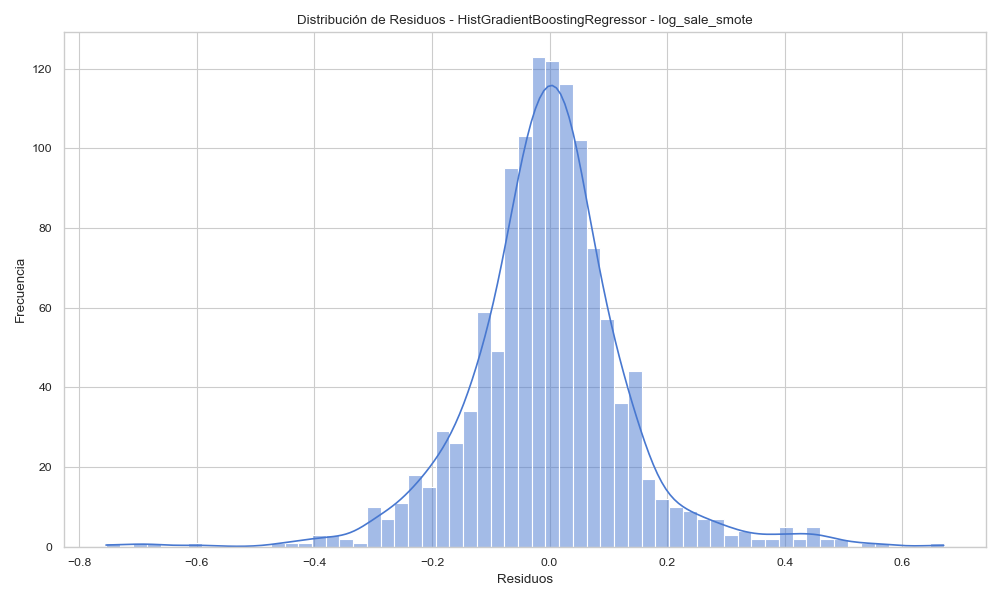 Distribución de Residuos - HistGradientBoostingRegressor - log_sale_smote
Frecuencia
120
100
80
60
40
20
0
−0.8 −0.6 −0.4 −0.2 0.0 0.2 0.4 0.6
Residuos